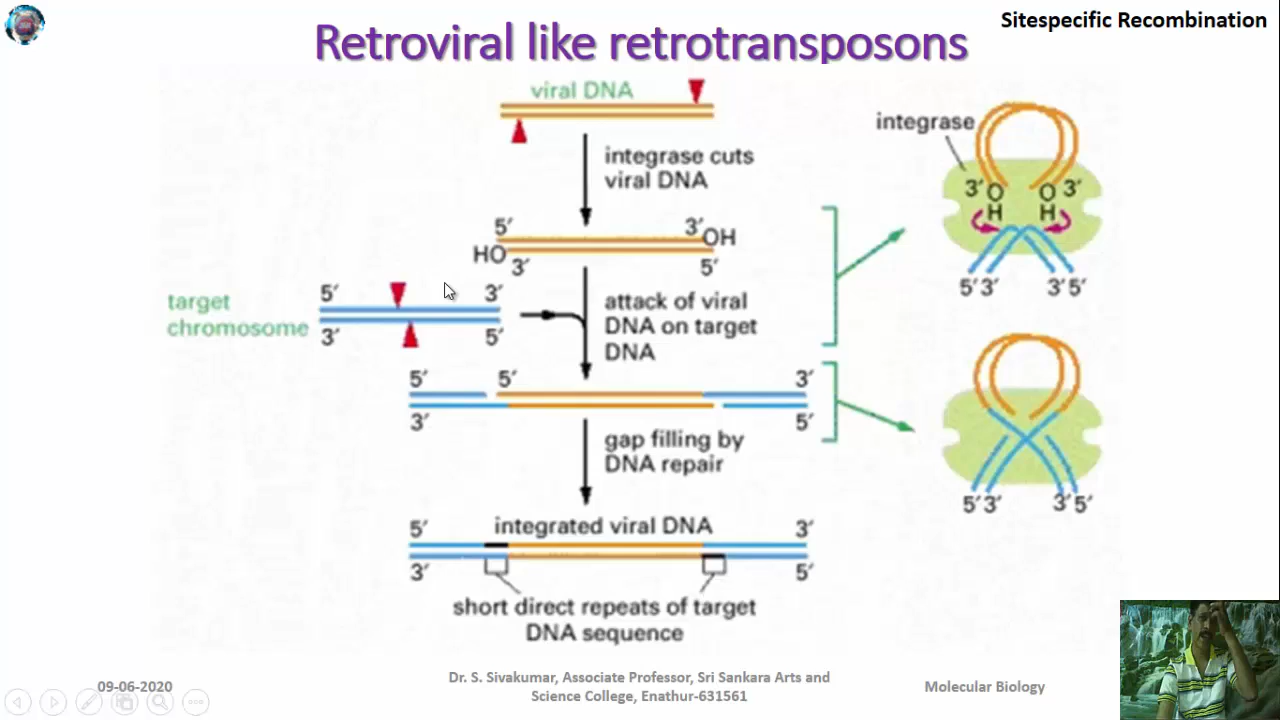 Sitespecific Recombination
Retroviral like retrotransposons
viral DNA
integrase cuts
viral DNA
5′ 3′ OH
HO 3′ 5′
target
chromosome
5′ 3′
3′ 5′
attack of viral
DNA on target
DNA
5′ 5′ 3′
3′ 5′
gap filling by
DNA repair
integrated viral DNA
5′ 3′
3′ 5′
short direct repeats of target
DNA sequence
integrase
3′ O O 3′
H H
5′ 3′ 3′ 5′
5′ 3′ 3′ 5′
09-06-2020
Dr. S. Sivakumar, Associate Professor, Sri Sankara Arts and
Science College, Enathur-631561
Molecular Biology